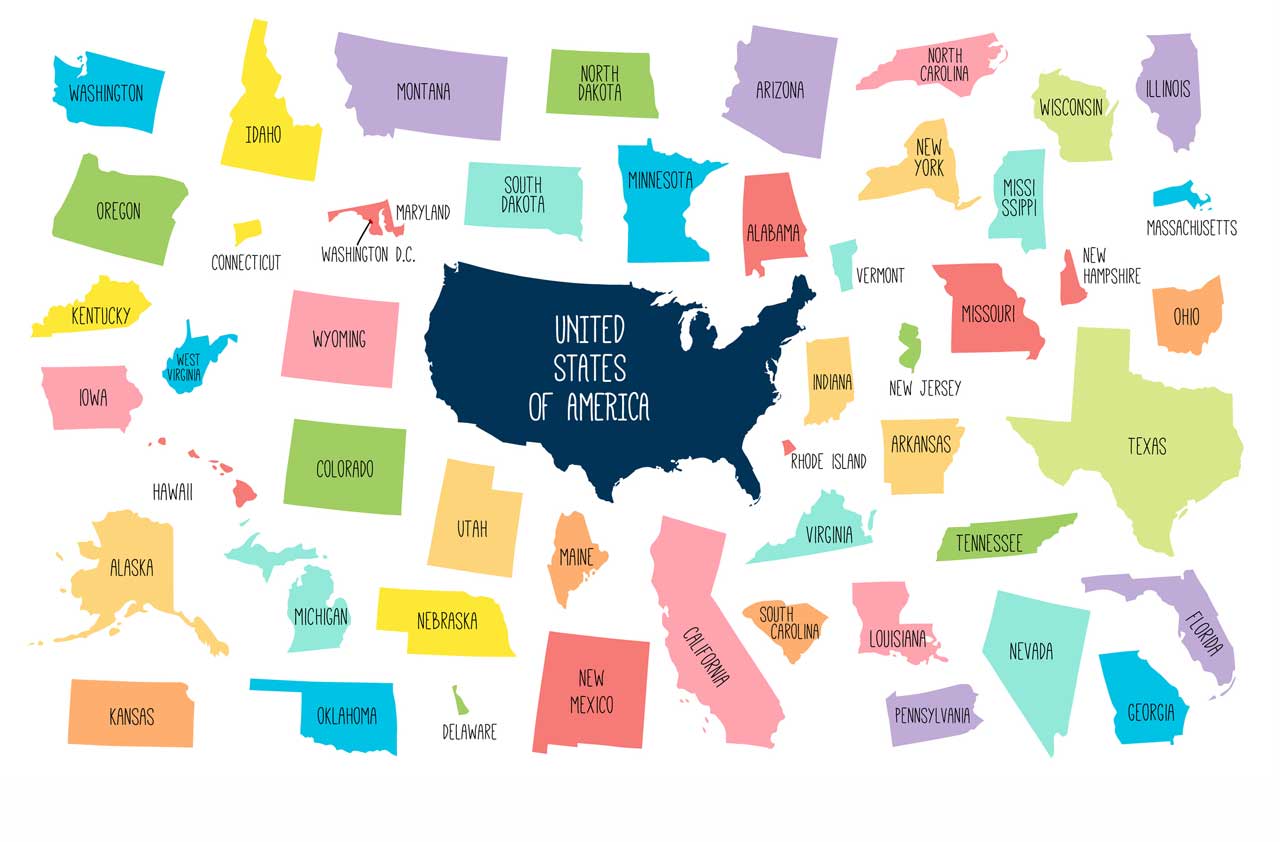 WASHINGTON
IDAHO
MONTANA
NORTH
DAKOTA
ARIZONA
NORTH
CAROLINA
WISCONSIN
ILLINOIS
OREGON
CONNECTICUT
MARYLAND
WASHINGTON D.C.
SOUTH
DAKOTA
MINNESOTA
ALABAMA
NEW
YORK
MISSI
SSIPPI
MASSACHUSETTS
VERMONT
NEW
HAMPSHIRE
KENTUCKY
WEST
VIRGINIA
WYOMING
UNITED
STATES
OF AMERICA
INDIANA
NEW JERSEY
MISSOURI
OHIO
IOWA
HAWAII
COLORADO
UTAH
RHODE ISLAND
ARKANSAS
TEXAS
ALASKA
MICHIGAN
NEBRASKA
MAINE
CALIFORNIA
VIRGINIA
TENNESSEE
SOUTH
CAROLINA
LOUISIANA
NEVADA
FLORIDA
KANSAS
OKLAHOMA
DELAWARE
NEW
MEXICO
PENNSYLVANIA
GEORGIA